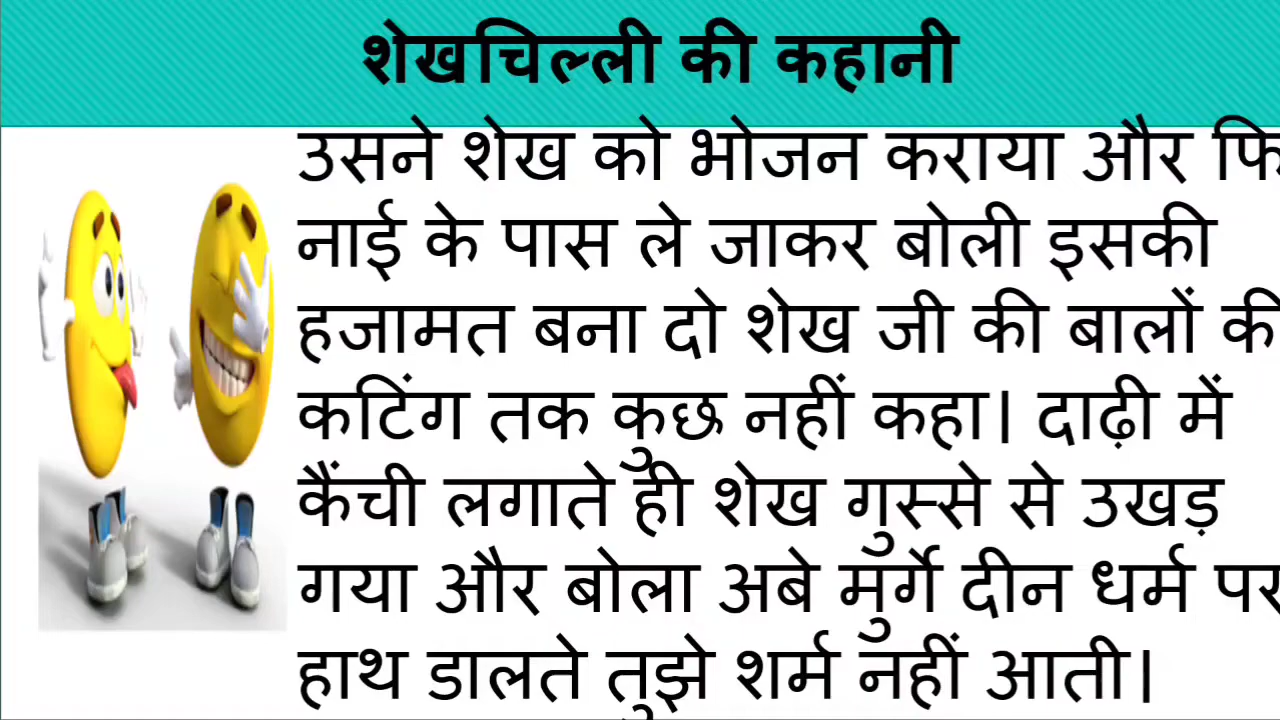 शेखचिल्ली की कहानी
उसने शेख को भोजन कराया और
नाई के पास ले जाकर बोली इसकी
हजामत बना दो शेख जी की बालों की
कटिंग तक कुछ नहीं कहा। दाढ़ी में
कैंची लगाते ही शेख गुस्से से उखड़
गया और बोला अबे मुर्गे दीन धर्म पर
हाथ डालते तुझे शर्म नहीं आती।